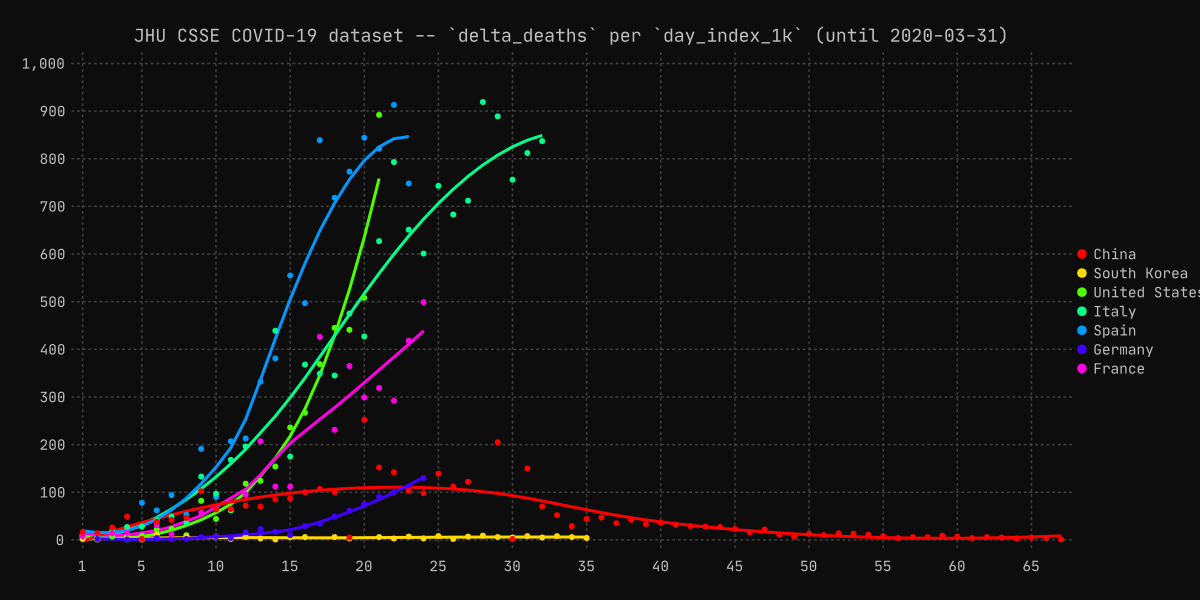 JHU CSSE COVID-19 dataset -- `delta_deaths` per `day_index_1k` (until 2020-03-31)
1,000
900
800
700
600
500
400
300
200
100
0
1 5 10 15 20 25 30 35 40 45 50 55 60 65
China
South Korea
United States
Italy
Spain
Germany
France